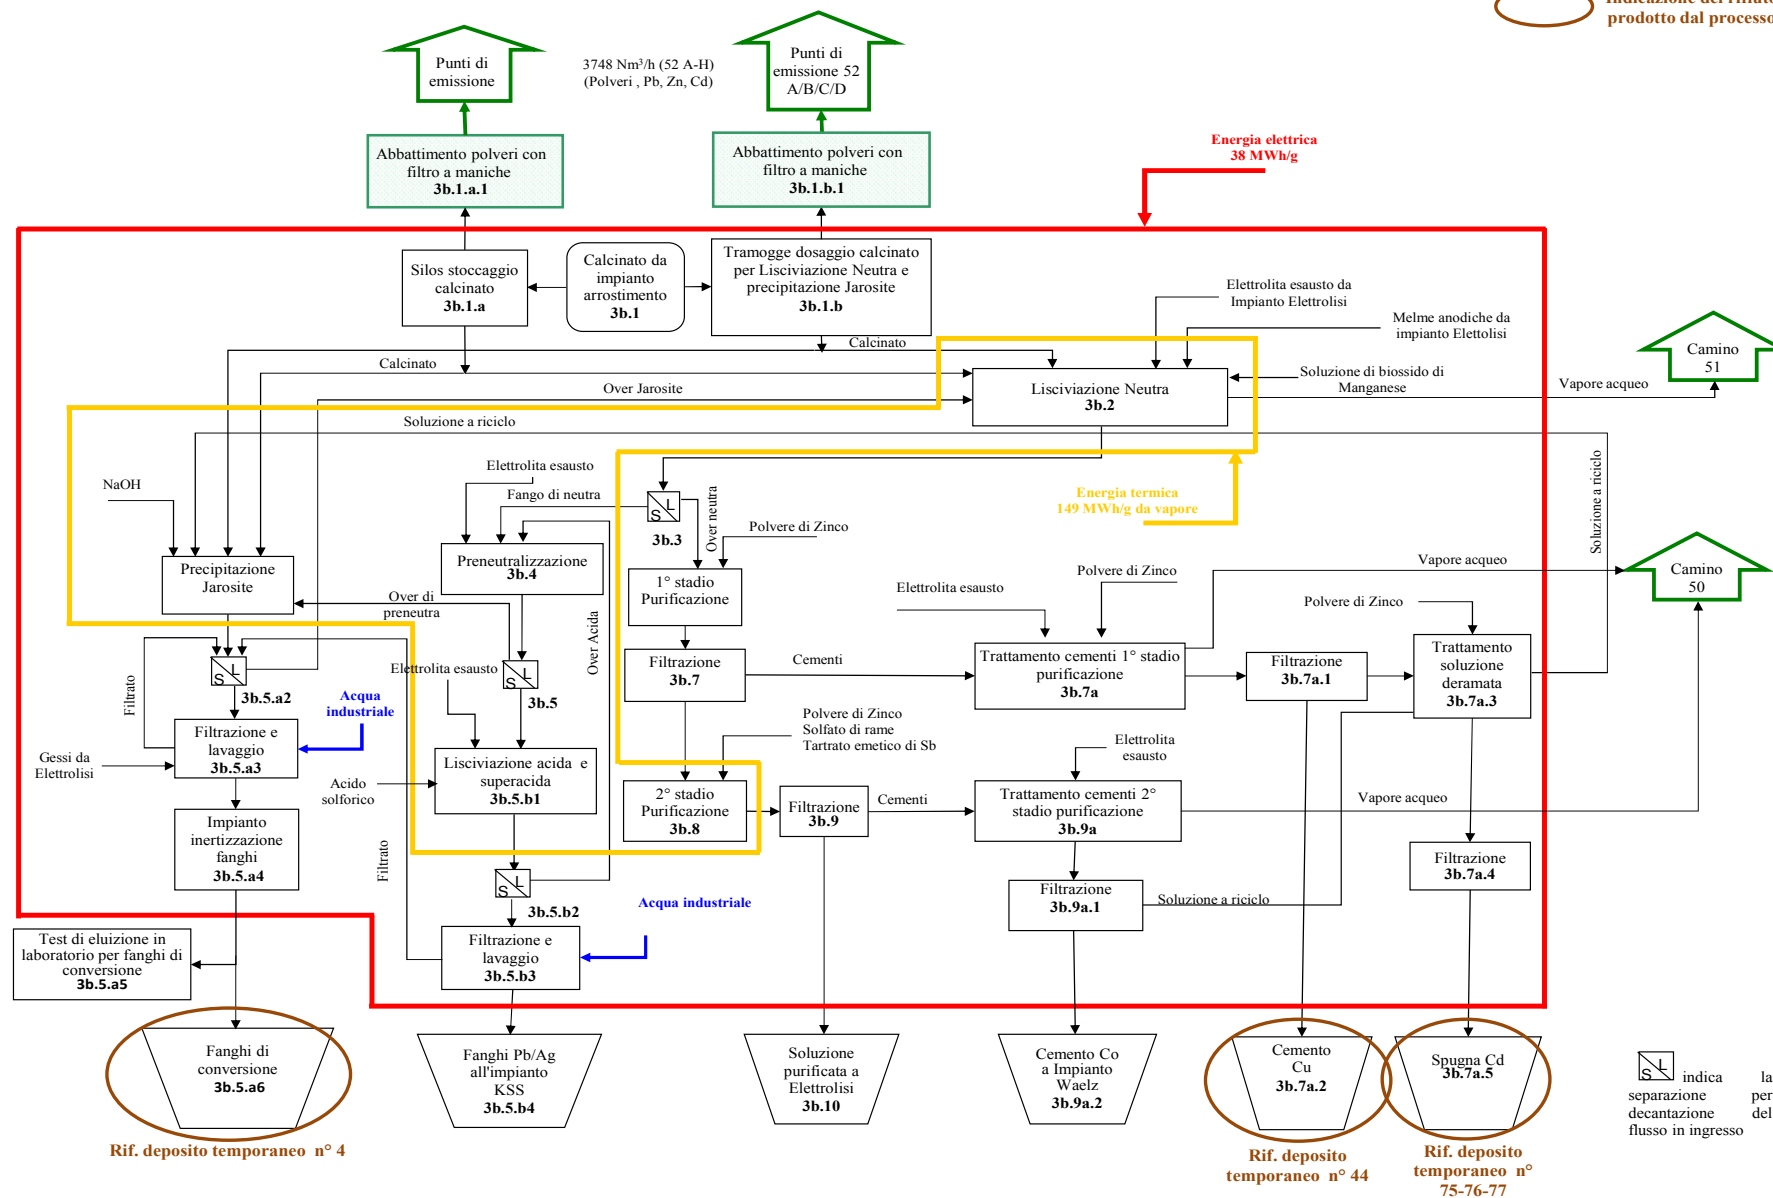 Indicazione del rifiuto
prodotto dal processo
Punti di
emissione
3748 Nm³/h (52 A-H)
(Polveri , Pb, Zn, Cd)
Punti di
emissione 52
A/B/C/D
Abbattimento polveri con
filtro a maniche
3b.1.a.1
Abbattimento polveri con
filtro a maniche
3b.1.b.1
Energia elettrica
38 MWh/g
Silos stoccaggio
calcinato
3b.1.a
Calcinato da
impianto
arrostimento
3b.1
Tramogge dosaggio calcinato
per Lisciviazione Neutra e
precipitazione Jarosite
3b.1.b
Elettrolita esausto da
Impianto Elettrolisi
Melme anodiche da
impianto Elettolisi
Calcinato
Calcinato
Over Jarosite
Soluzione a riciclo
Lisciviazione Neutra
3b.2
Soluzione di biossido di
Manganese
Vapore acqueo
Camino
51
NaOH
Elettrolita esausto
Fango di neutra
S L
3b.3
Over neutra
Polvere di Zinco
Energia termica
149 MWh/g da vapore
Soluzione a riciclo
Precipitazione
Jarosite
Preneutralizzazione
3b.4
Over di
preneutra
Over Acida
1° stadio
Purificazione
Elettrolita esausto
Polvere di Zinco
Vapore acqueo
Camino
50
Polvere di Zinco
S L
3b.5.a2
Filtrato
Elettrolita esausto
S L
3b.5
Filtrazione
3b.7
Cementi
Trattamento cementi 1° stadio
purificazione
3b.7a
Filtrazione
3b.7a.1
Trattamento
soluzione
deramata
3b.7a.3
Acqua
industriale
Filtrazione e
lavaggio
3b.5.a3
Gessi da
Elettrolisi
Polvere di Zinco
Solfato di rame
Tartrato emetico di Sb
Elettrolita
esausto
Acido
solforico
Lisciviazione acida e
superacida
3b.5.b1
2° stadio
Purificazione
3b.8
Filtrazione
3b.9
Cementi
Trattamento cementi 2°
stadio purificazione
3b.9a
Vapore acqueo
Impianto
inertizzazione
fanghi
3b.5.a4
Filtrato
S L
3b.5.b2
Filtrazione
3b.9a.1
Soluzione a riciclo
Filtrazione
3b.7a.4
Acqua industriale
Test di eluizione in
laboratorio per fanghi di
conversione
3b.5.a5
Filtrazione e
lavaggio
3b.5.b3
Fanghi di
conversione
3b.5.a6
Fanghi Pb/Ag
all'impianto
KSS
3b.5.b4
Soluzione
purificata a
Elettrolisi
3b.10
Cemento Co
a Impianto
Waelz
3b.9a.2
Cemento
Cu
3b.7a.2
Spugna Cd
3b.7a.5
S L indica la
separazione per
decantazione del
flusso in ingresso
Rif. deposito temporaneo n° 4
Rif. deposito
temporaneo n° 44
Rif. deposito
temporaneo n°
75-76-77